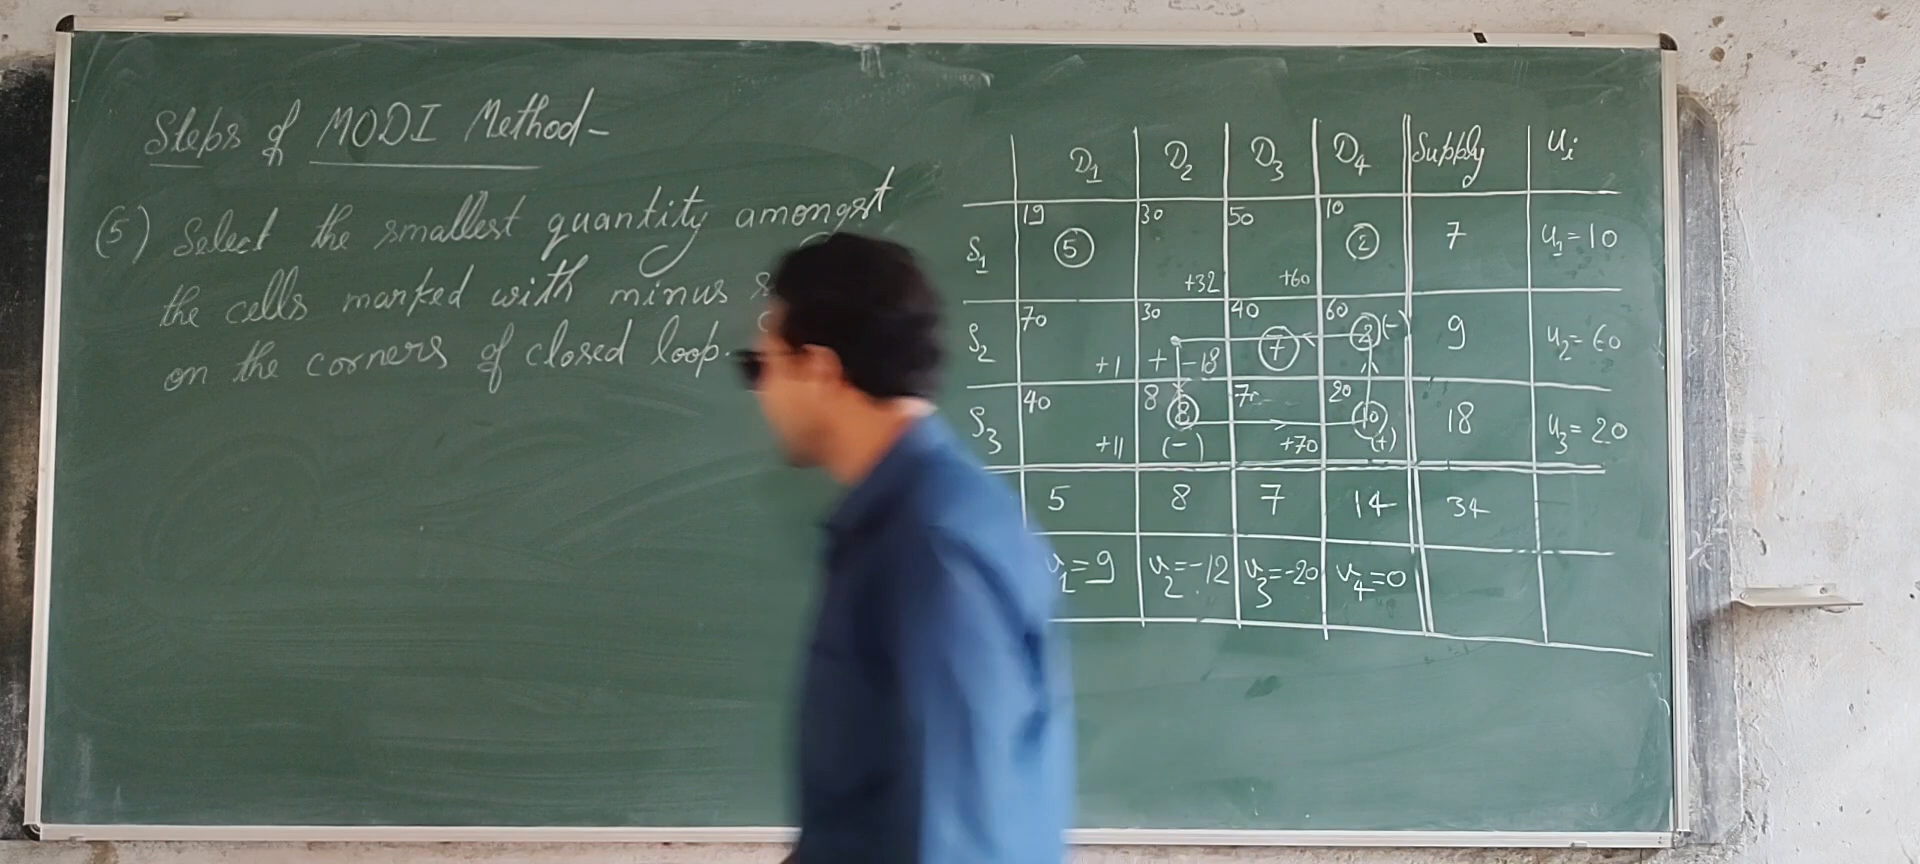 Steps of MODI Method-
(5) Select the smallest quantity amongst
the cells marked with minus
on the corners of closed loop.
D1 D2 D3 D4 Supply ui
S1 19 5 30 +32 50 +60 10 2 7 u1=10
S2 70 +1 30 + -18 40 7 60 2 (-) 9 u2=60
S3 40 +11 8 8 (-) +70 20 10 (+) 18 u3=20
5 8 7 14 34
v1=9 v2=-12 v3=-20 v4=0